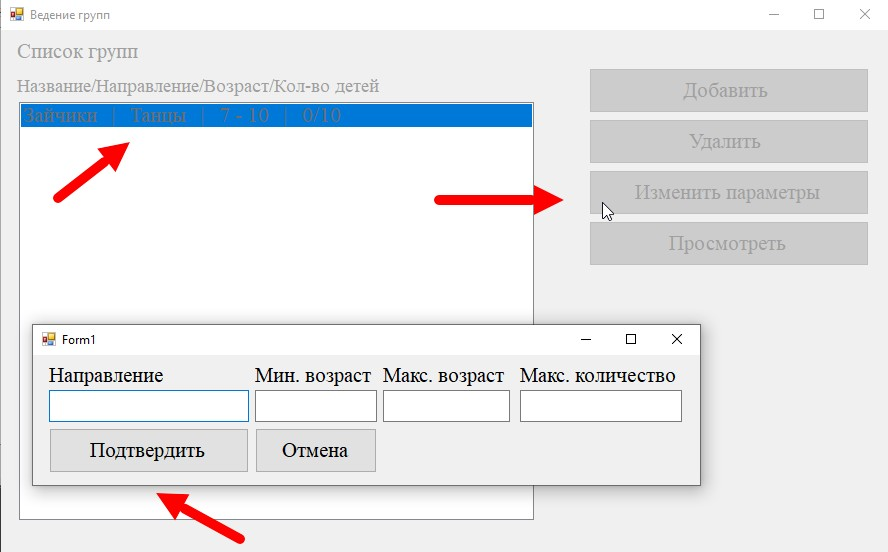 Ведение групп
Список групп
Название/Направление/Возраст/Кол-во детей
Зайчики | Танцы | 7 - 10 | 0/10
Добавить
Удалить
Изменить параметры
Просмотреть
Form1
Направление Мин. возраст Макс. возраст Макс. количество
Подтвердить Отмена